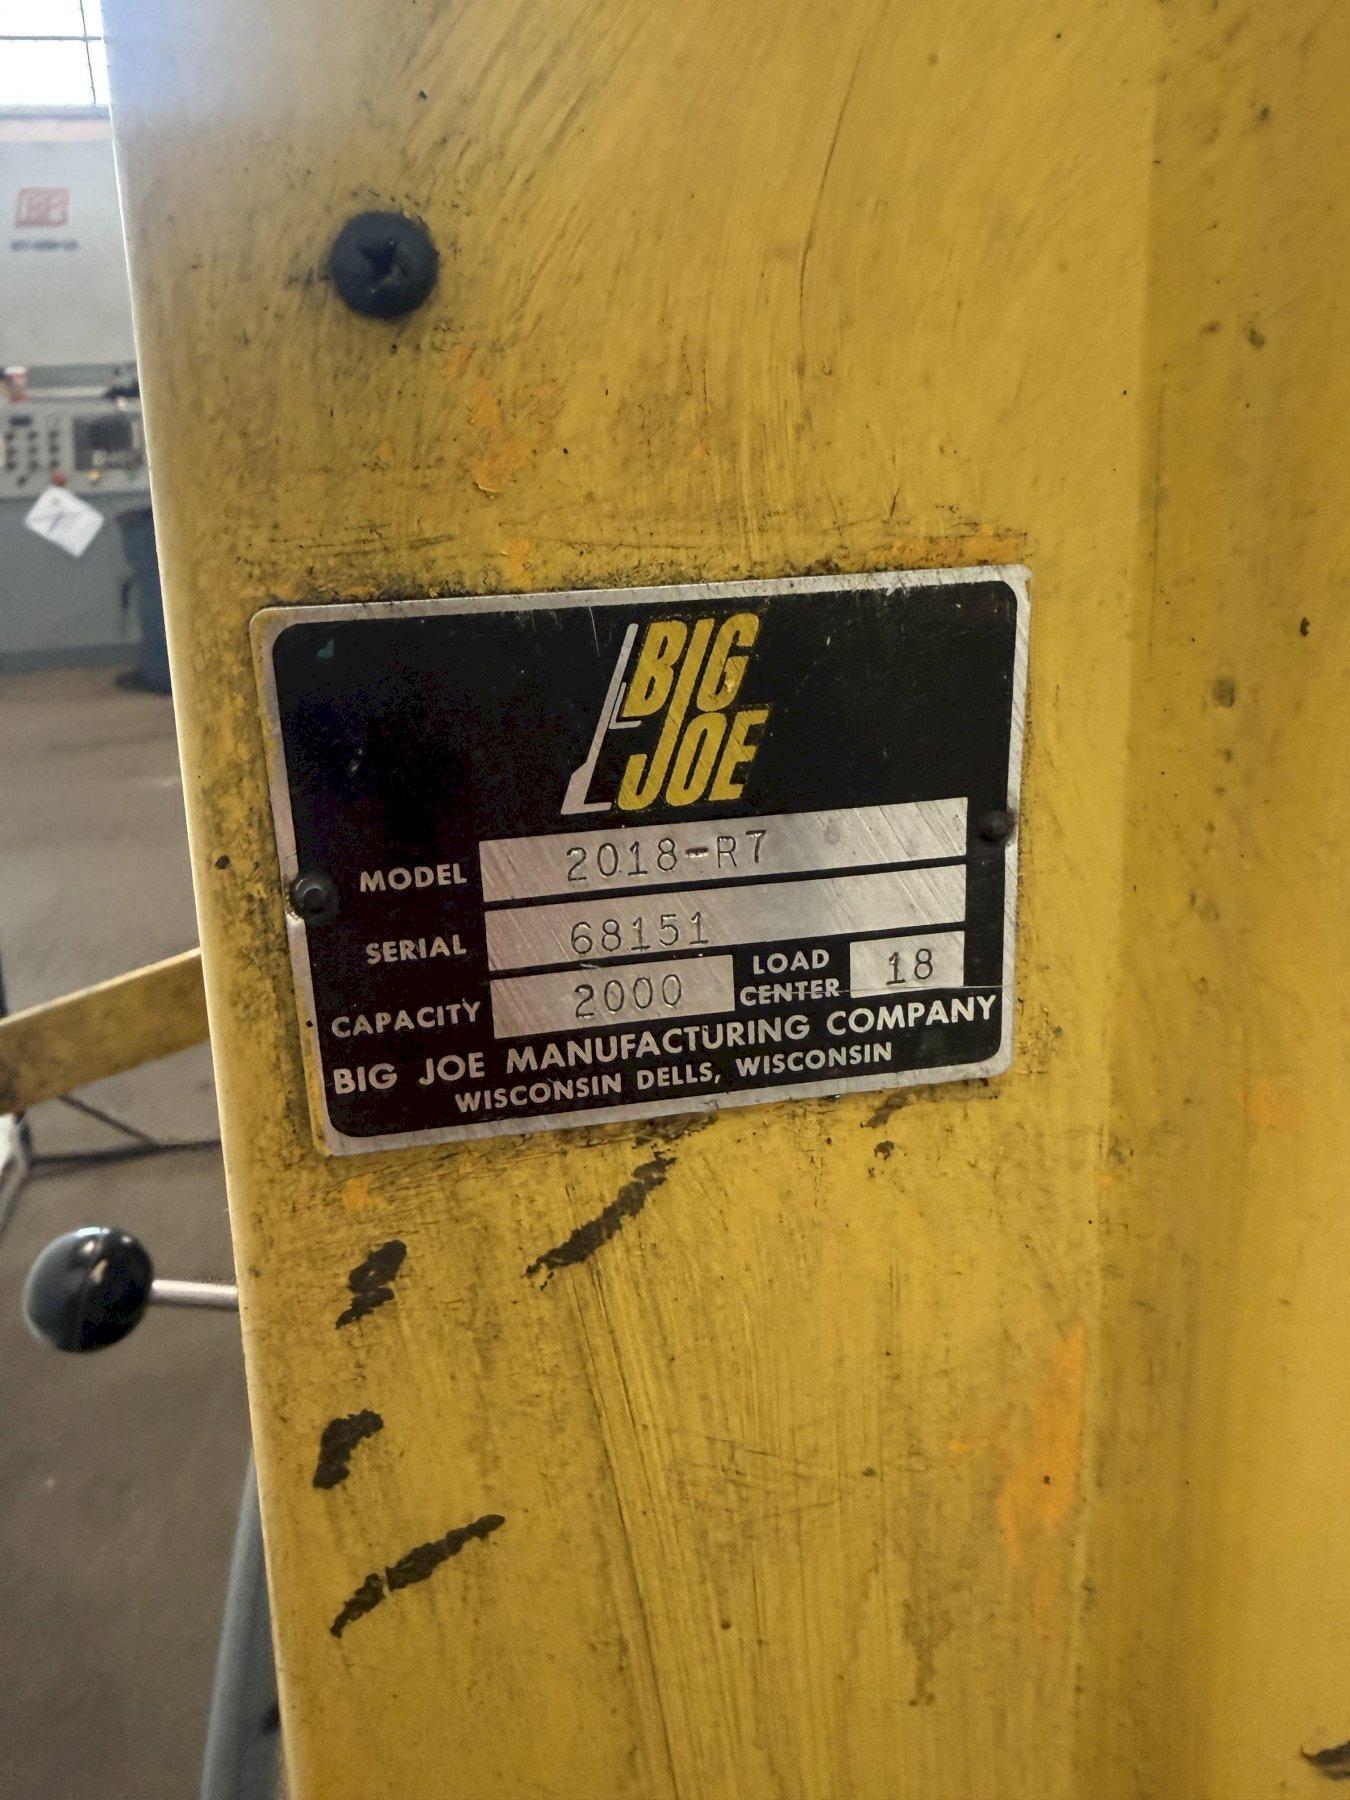 BIG
JOE
MODEL 2018-R7
SERIAL 68151
CAPACITY 2000 LOAD CENTER 18
BIG JOE MANUFACTURING COMPANY
WISCONSIN DELLS, WISCONSIN